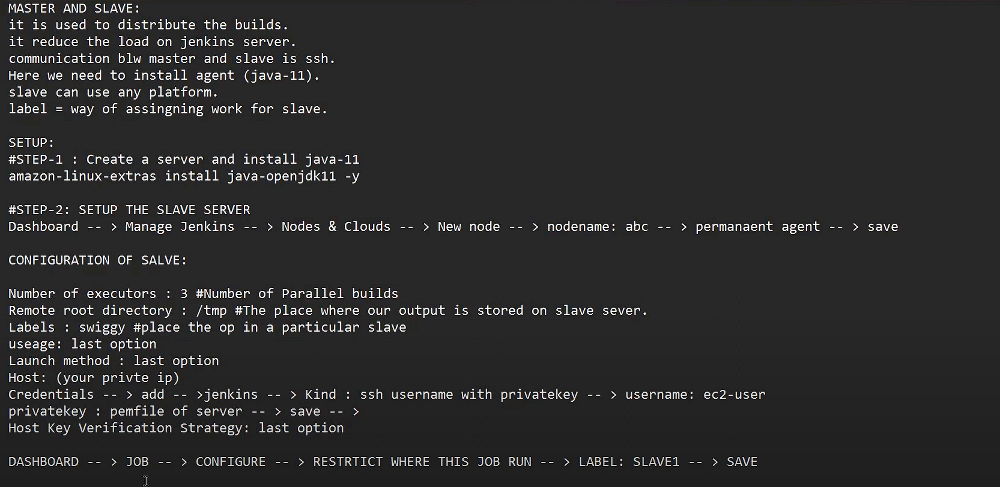 MASTER AND SLAVE:
it is used to distribute the builds.
it reduce the load on jenkins server.
communication blw master and slave is ssh.
Here we need to install agent (java-11).
slave can use any platform.
label = way of assingning work for slave.
SETUP:
#STEP-1 : Create a server and install java-11
amazon-linux-extras install java-openjdk11 -y
#STEP-2: SETUP THE SLAVE SERVER
Dashboard -- > Manage Jenkins -- > Nodes & Clouds -- > New node -- > nodename: abc -- > permanaent agent -- > save
CONFIGURATION OF SALVE:
Number of executors : 3 #Number of Parallel builds
Remote root directory : /tmp #The place where our output is stored on slave sever.
Labels : swiggy #place the op in a particular slave
useage: last option
Launch method : last option
Host: (your privte ip)
Credentials -- > add -- >jenkins -- > Kind : ssh username with privatekey -- > username: ec2-user
privatekey : pemfile of server -- > save -- >
Host Key Verification Strategy: last option
DASHBOARD -- > JOB -- > CONFIGURE -- > RESTRTICT WHERE THIS JOB RUN -- > LABEL: SLAVE1 -- > SAVE